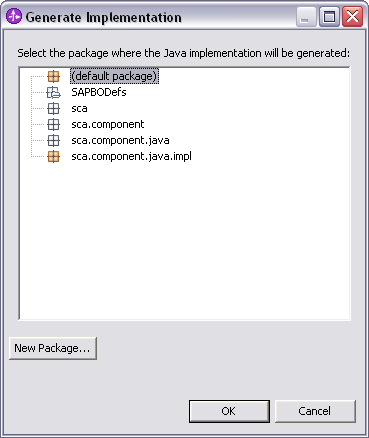 Generate Implementation
Select the package where the Java implementation will be generated:
(default package)
SAPBODefs
sca
sca.component
sca.component.java
sca.component.java.impl
New Package...
OK
Cancel